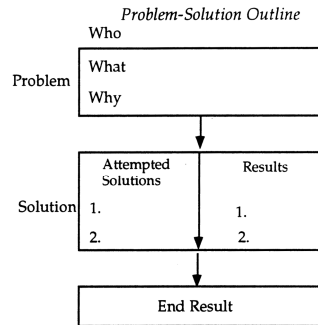 Problem-Solution Outline
Who
Problem
What
Why
Solution
Attempted
Solutions
Results
1.
1.
2.
2.
End Result